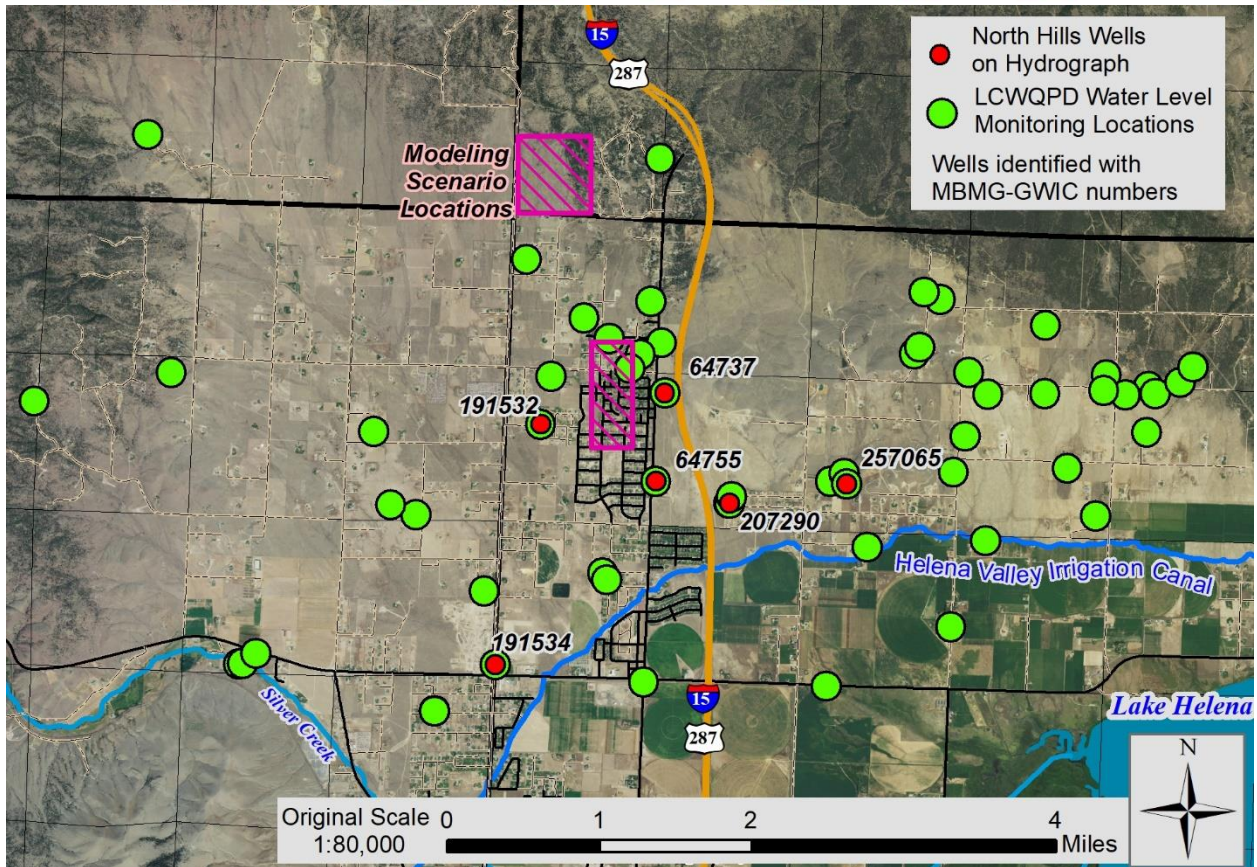 15
287
North Hills Wells
on Hydrograph
LCWQPD Water Level
Monitoring Locations
Wells identified with
MBMG-GWIC numbers
Modeling
Scenario
Locations
64737
191532
64755
257065
207290
Helena Valley Irrigation Canal
191534
Silver Creek
15
287
Lake Helena
N
Original Scale
1:80,000
0 1 2 4
Miles